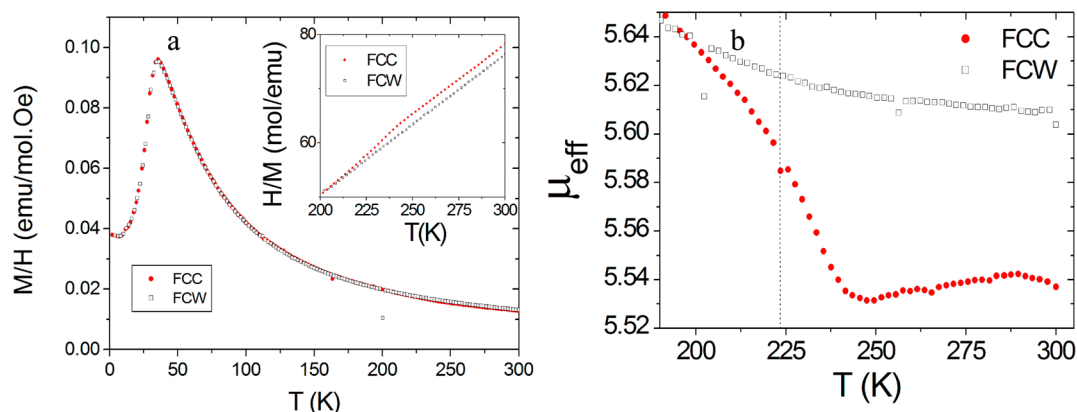 a
M/H (emu/mol.Oe)
0.10
0.08
0.06
0.04
0.02
0.00
FCC
FCW
0
50
100
150
200
250
300
T (K)
H/M (mol/emu)
80
60
FCC
FCW
200
225
250
275
300
T(K)
b
μeff
5.64
5.62
5.60
5.58
5.56
5.54
5.52
FCC
FCW
200
225
250
275
300
T (K)